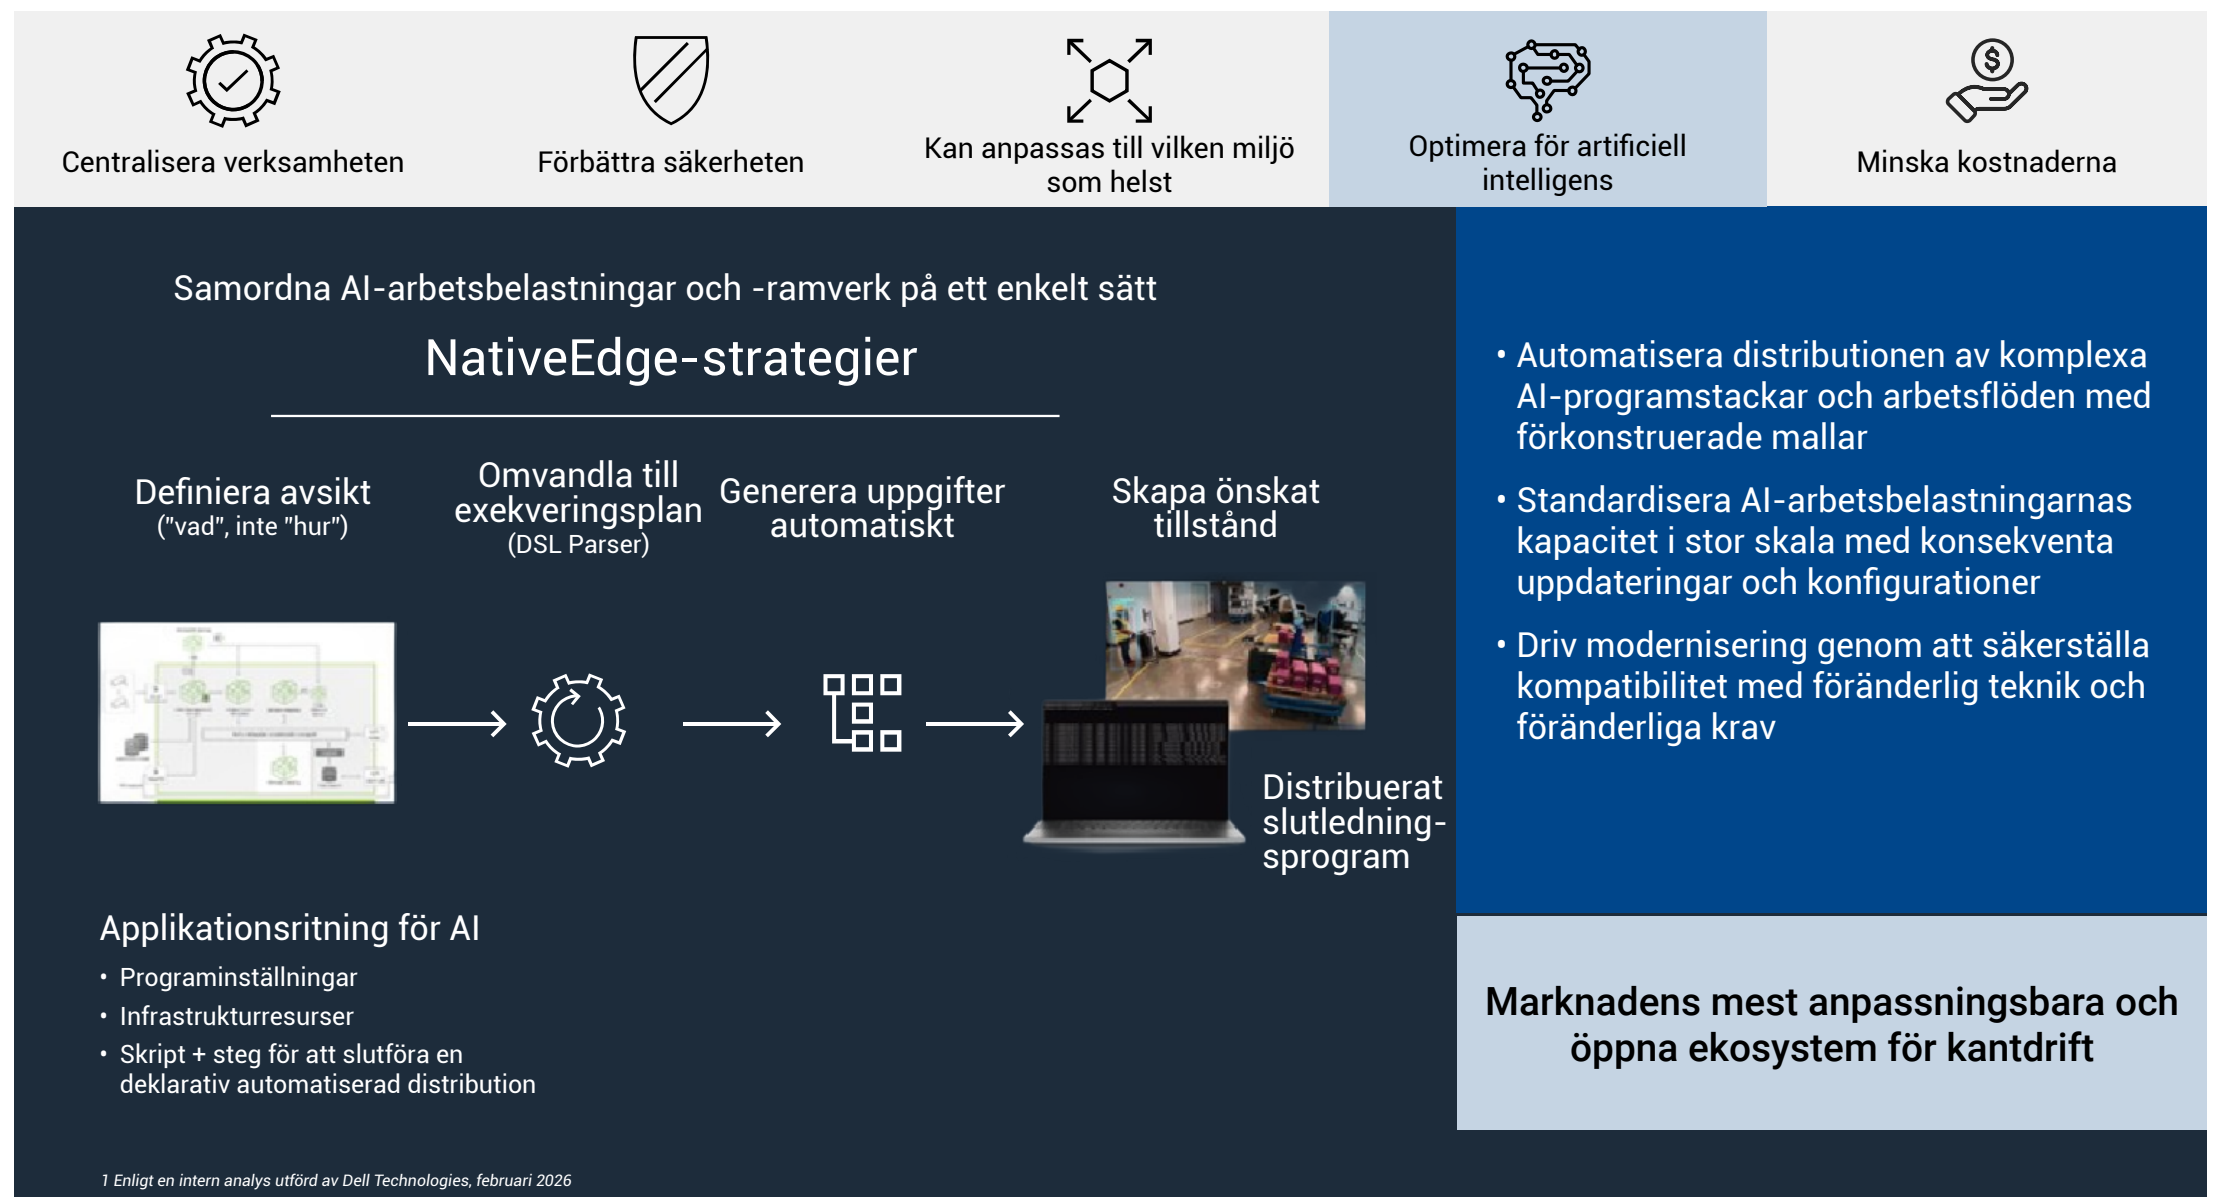 Centralisera verksamheten
Förbättra säkerheten
Kan anpassas till vilken miljö
som helst
Optimera för artificiell
intelligens
Minska kostnaderna
Samordna AI-arbetsbelastningar och -ramverk på ett enkelt sätt
NativeEdge-strategier
Definiera avsikt
("vad", inte "hur")
Omvandla till
exekveringsplan
(DSL Parser)
Generera uppgifter
automatiskt
Skapa önskat
tillstånd
Distribuerat
slutledning-
sprogram
Applikationsritning för AI
• Programinställningar
• Infrastrukturresurser
• Skript + steg för att slutföra en
deklarativ automatiserad distribution
• Automatisera distributionen av komplexa
AI-programstackar och arbetsflöden med
förkonstruerade mallar
• Standardisera AI-arbetsbelastningarnas
kapacitet i stor skala med konsekventa
uppdateringar och konfigurationer
• Driv modernisering genom att säkerställa
kompatibilitet med föränderlig teknik och
föränderliga krav
Marknadens mest anpassningsbara och
öppna ekosystem för kantdrift
1 Enligt en intern analys utförd av Dell Technologies, februari 2026